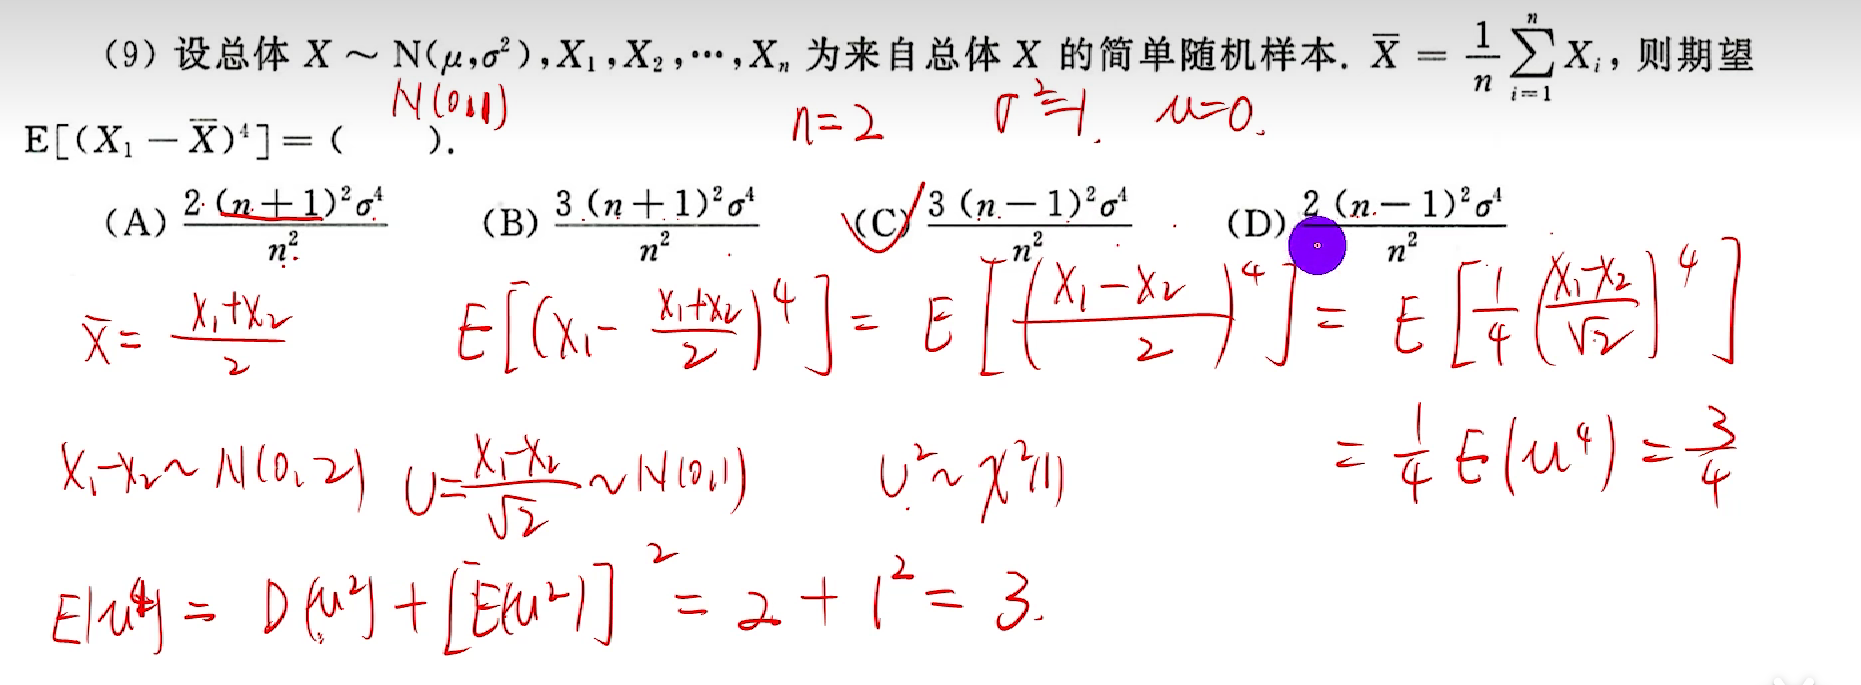 (9) 设总体 X ~ N(μ,σ²),X₁,X₂,⋯,Xₙ 为来自总体 X 的简单随机样本. X̄ = 1/n ∑ᵢ₌₁ⁿ Xᵢ, 则期望
N(0,1) n=2 σ²=1. μ=0.
E[(X₁ − X̄)⁴] = ( ).
(A) 2(n+1)²σ⁴/n² (B) 3(n+1)²σ⁴/n² (C) 3(n−1)²σ⁴/n² (D) 2(n−1)²σ⁴/n²
X̄ = (X₁+X₂)/2 E[(X₁ − (X₁+X₂)/2)⁴] = E[((X₁−X₂)/2)⁴] = E[1/4 ((X₁−X₂)/√2)⁴]
X₁−X₂ ~ N(0,2) U = (X₁−X₂)/√2 ~ N(0,1) U² ~ χ²(1) = 1/4 E(u⁴) = 3/4
E(u⁴) = D(u²) + [E(u²)]² = 2 + 1² = 3.